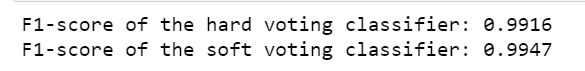 F1-score of the hard voting classifier: 0.9916
F1-score of the soft voting classifier: 0.9947